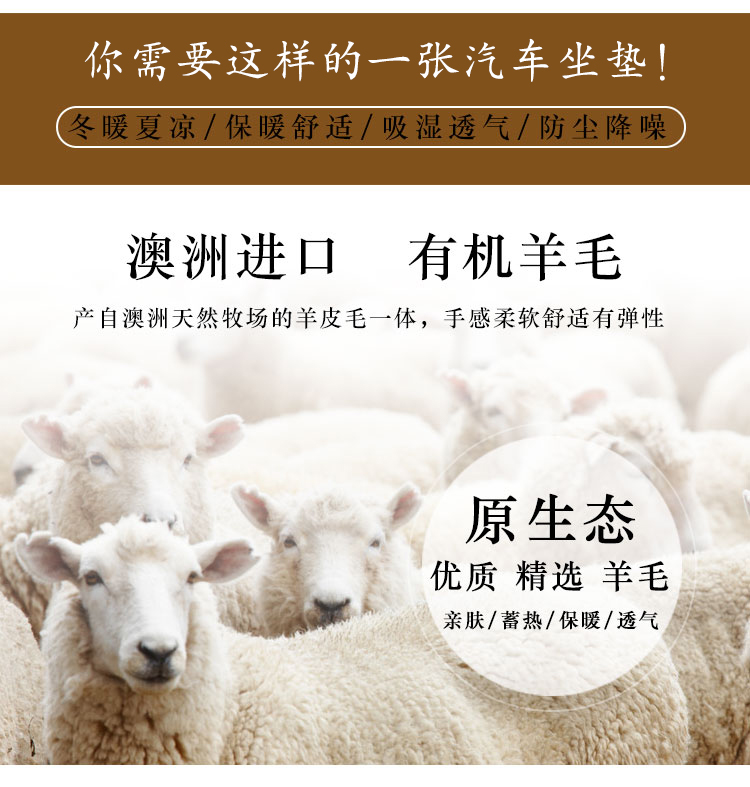 你需要这样的一张汽车坐垫！
冬暖夏凉/保暖舒适/吸湿透气/防尘降噪
澳洲进口 有机羊毛
产自澳洲天然牧场的羊皮毛一体，手感柔软舒适有弹性
原生态
优质 精选 羊毛
亲肤/蓄热/保暖/透气